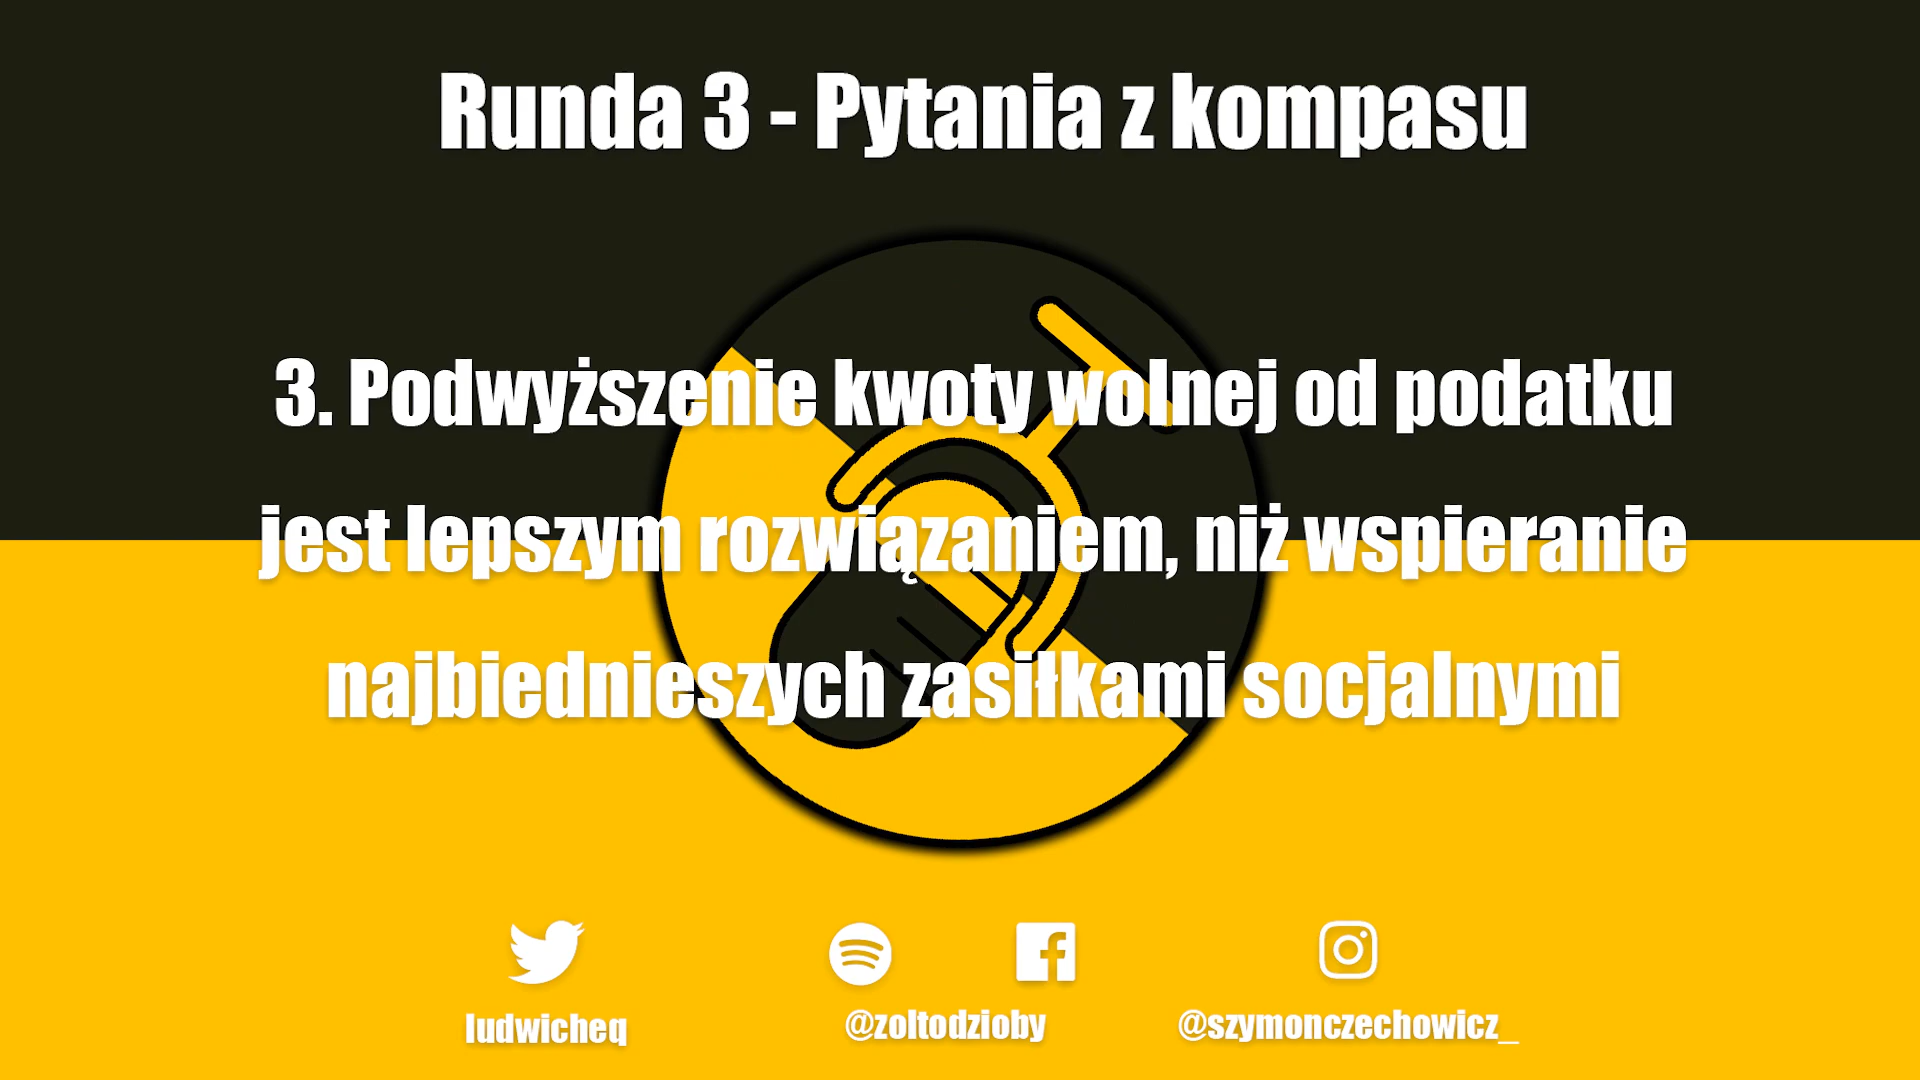 Runda 3 - Pytania z kompasu
3. Podwyższenie kwoty wolnej od podatku
jest lepszym rozwiązaniem, niż wspieranie
najbiednieszych zasiłkami socjalnymi
ludwicheq
@zoltodzioby
@szymonczechowicz_